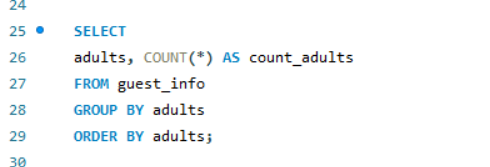 24
25 SELECT
26 adults, COUNT(*) AS count_adults
27 FROM guest_info
28 GROUP BY adults
29 ORDER BY adults;
30